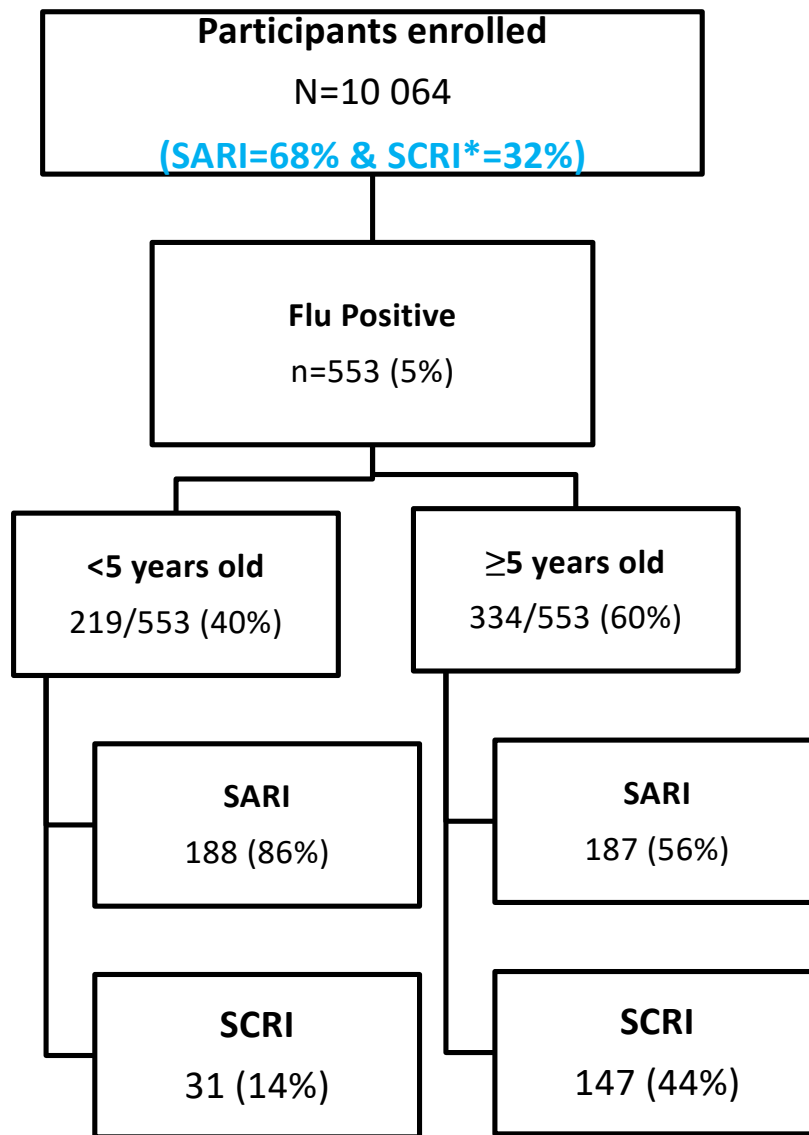 Participants enrolled
N=10 064
(SARI=68% & SCRI*=32%)
Flu Positive
n=553 (5%)
<5 years old
219/553 (40%)
≥5 years old
334/553 (60%)
SARI
188 (86%)
SARI
187 (56%)
SCRI
31 (14%)
SCRI
147 (44%)